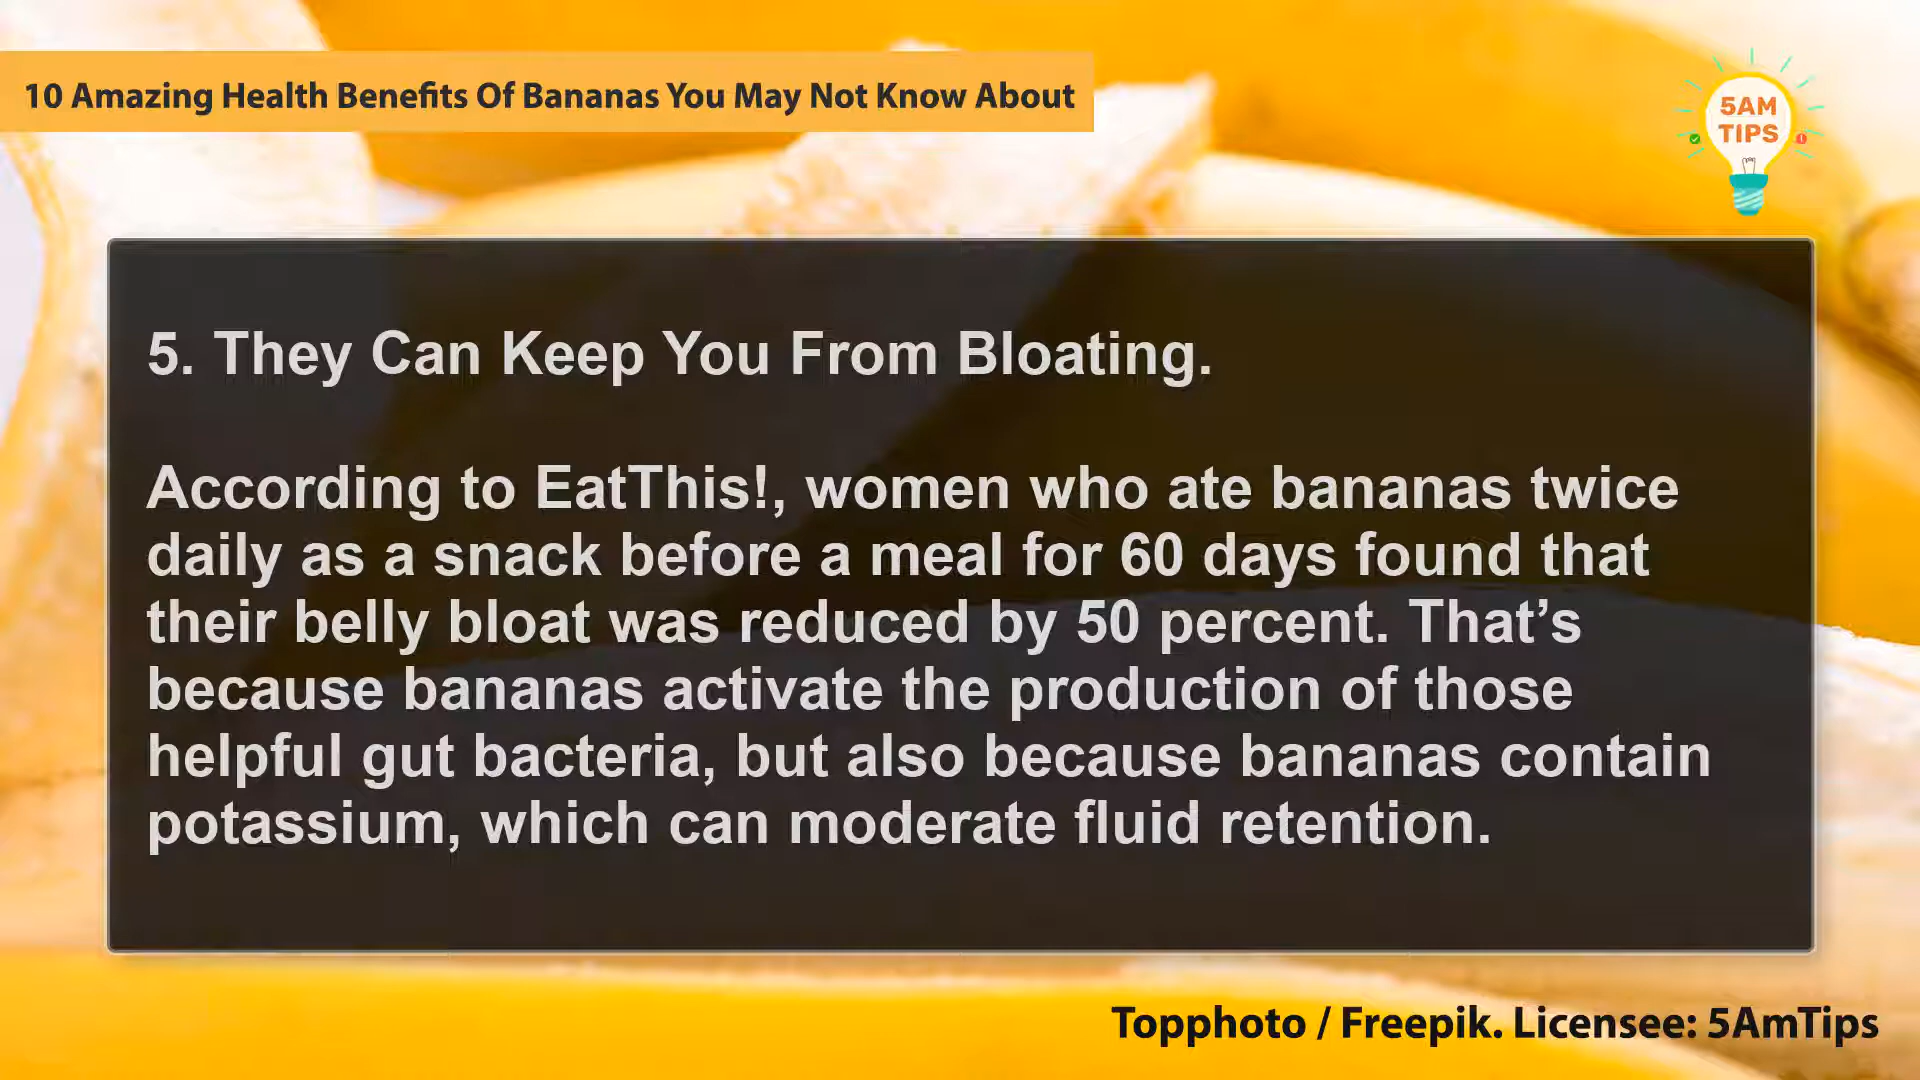 10 Amazing Health Benefits Of Bananas You May Not Know About
5AM
TIPS
5. They Can Keep You From Bloating.
According to EatThis!, women who ate bananas twice
daily as a snack before a meal for 60 days found that
their belly bloat was reduced by 50 percent. That’s
because bananas activate the production of those
helpful gut bacteria, but also because bananas contain
potassium, which can moderate fluid retention.
Topphoto / Freepik. Licensee: 5AmTips